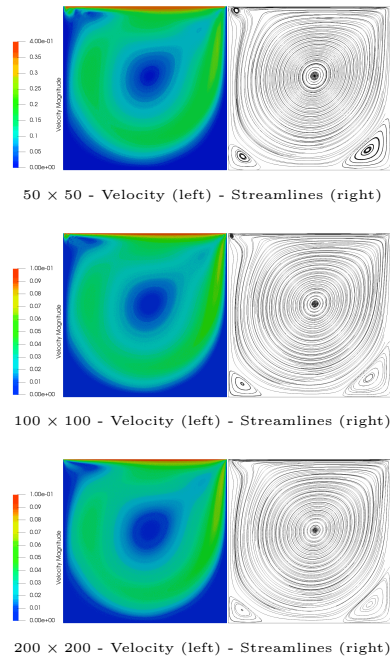 4.00e-01
0.35
0.3
0.25
0.2
0.15
0.1
0.05
0.00e+00
Velocity Magnitude
50 × 50 - Velocity (left) - Streamlines (right)
1.00e-01
0.09
0.08
0.07
0.06
0.05
0.04
0.03
0.02
0.01
0.00e+00
Velocity Magnitude
100 × 100 - Velocity (left) - Streamlines (right)
1.00e-01
0.09
0.08
0.07
0.06
0.05
0.04
0.03
0.02
0.01
0.00e+00
Velocity Magnitude
200 × 200 - Velocity (left) - Streamlines (right)